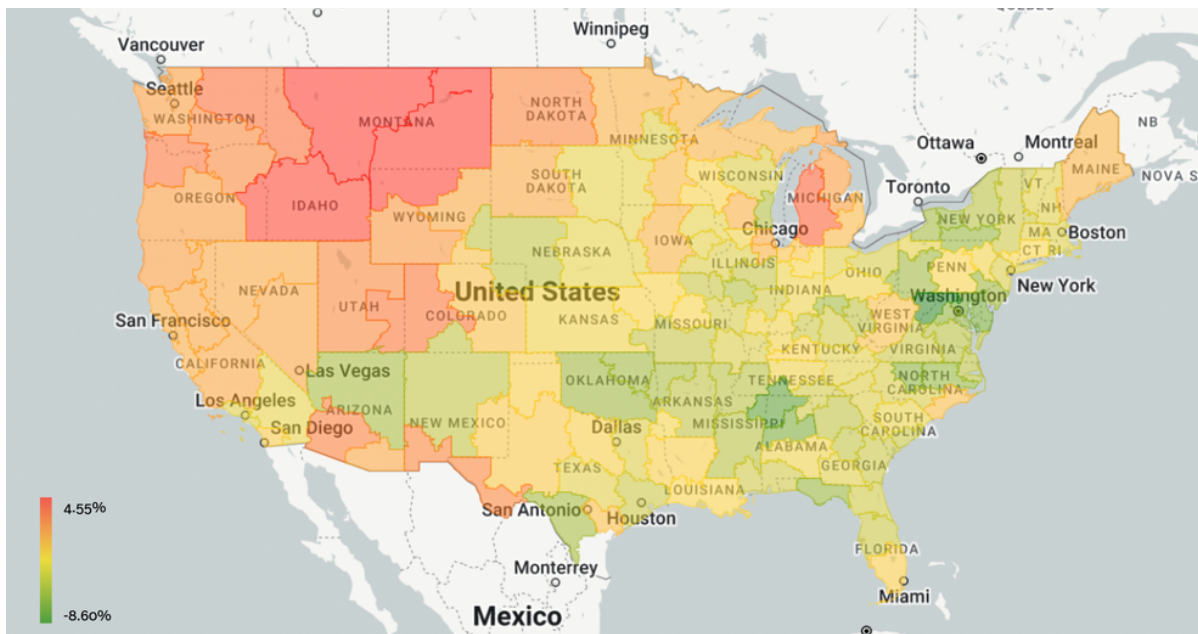 QUEBEC
Winnipeg
Vancouver
Seattle
WASHINGTON
MONTANA
NORTH
DAKOTA
MINNESOTA
Ottawa
Montreal
NB
MAINE
NOVA S
OREGON
IDAHO
SOUTH
DAKOTA
WISCONSIN
MICHIGAN
Toronto
VT
NH
NEW YORK
MA
Boston
CT RI
WYOMING
IOWA
Chicago
NEBRASKA
ILLINOIS
INDIANA
OHIO
PENN
New York
NEVADA
UTAH
COLORADO
United States
KANSAS
MISSOURI
Washington
WEST
VIRGINIA
San Francisco
CALIFORNIA
Las Vegas
KENTUCKY
VIRGINIA
OKLAHOMA
TENNESSEE
NORTH
CAROLINA
Los Angeles
ARIZONA
NEW MEXICO
ARKANSAS
MISSISSIPPI
SOUTH
CAROLINA
San Diego
Dallas
ALABAMA
TEXAS
GEORGIA
LOUISIANA
4.55%
San Antonio
Houston
FLORIDA
Monterrey
Miami
-8.60%
Mexico